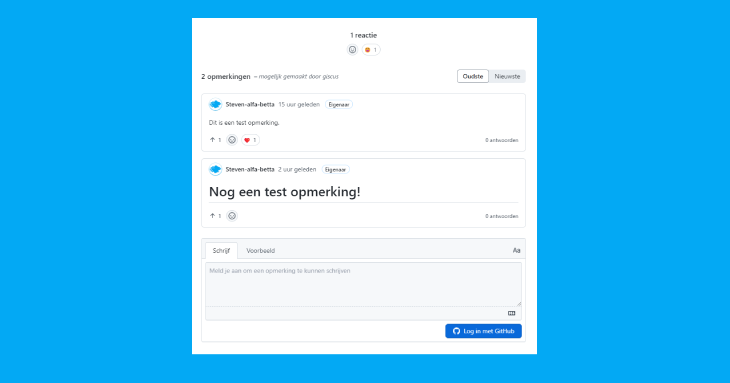 1 reactie
1
2 opmerkingen – mogelijk gemaakt door giscus
Oudste Nieuwste
Steven-alfa-betta 15 uur geleden Eigenaar
Dit is een test opmerking.
↑ 1 1 0 antwoorden
Steven-alfa-betta 2 uur geleden Eigenaar
Nog een test opmerking!
↑ 1 0 antwoorden
Schrijf Voorbeeld Aa
Meld je aan om een opmerking te kunnen schrijven
Log in met GitHub